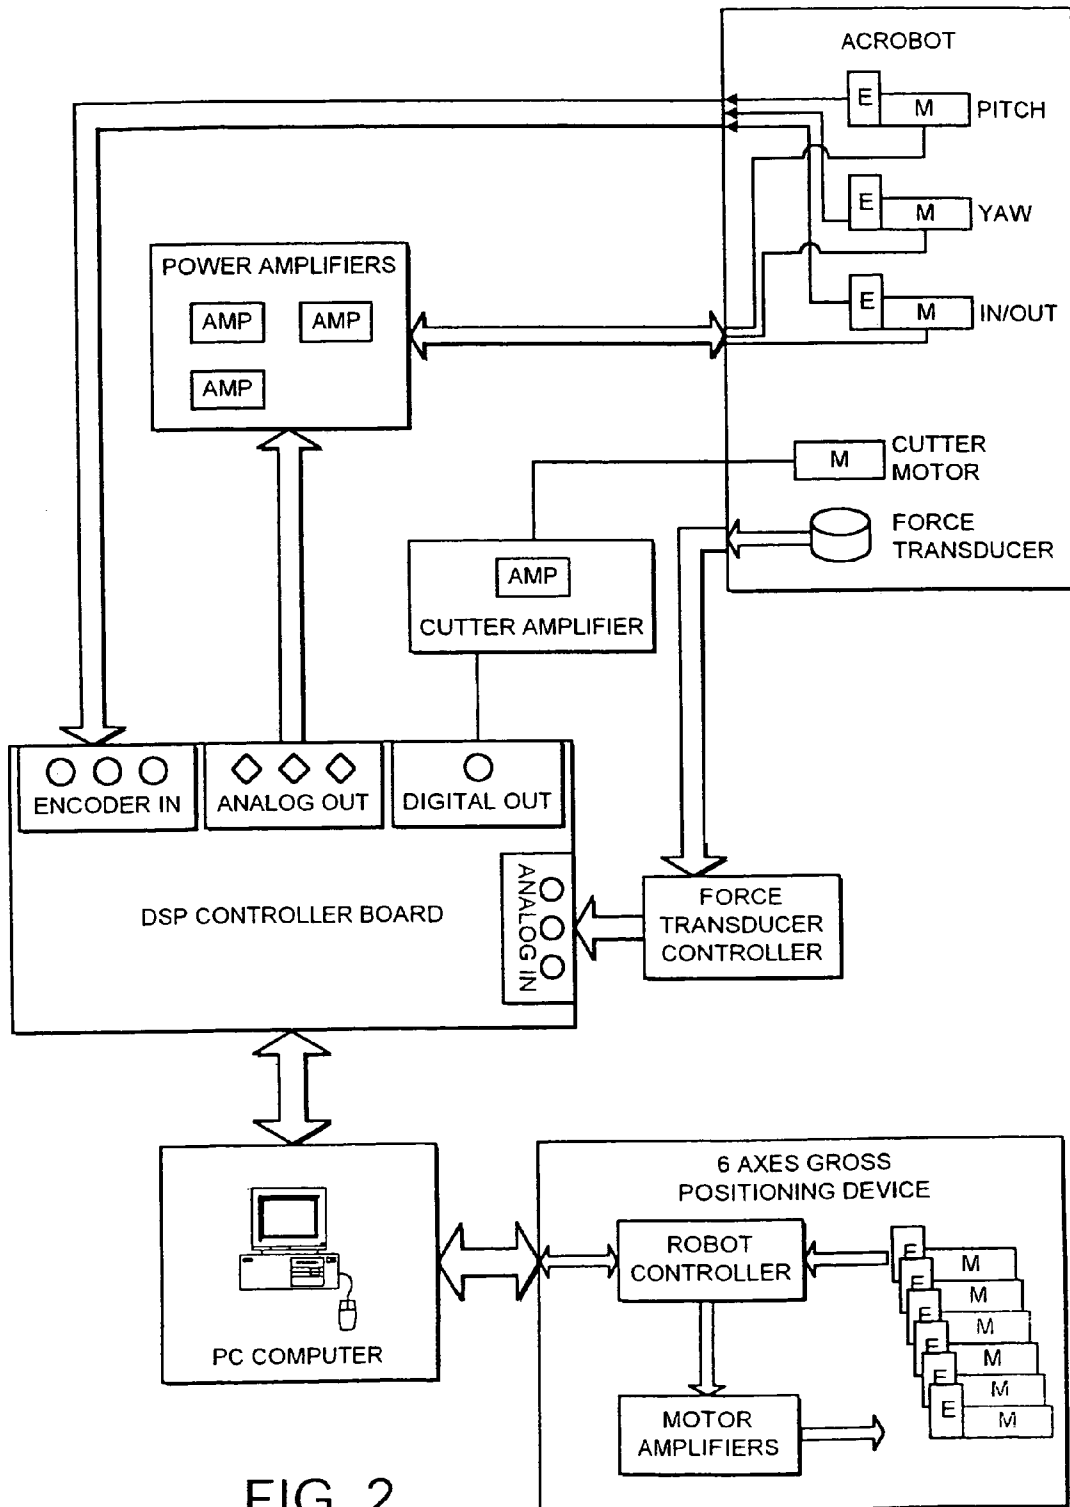 ACROBOT
E
M
PITCH
E
M
YAW
E
M
IN/OUT
POWER AMPLIFIERS
AMP
AMP
AMP
M
CUTTER
MOTOR
FORCE
TRANSDUCER
AMP
CUTTER AMPLIFIER
ENCODER IN
ANALOG OUT
DIGITAL OUT
ANALOG IN
DSP CONTROLLER BOARD
FORCE
TRANSDUCER
CONTROLLER
PC COMPUTER
6 AXES GROSS
POSITIONING DEVICE
ROBOT
CONTROLLER
E
M
E
M
E
M
E
M
E
M
E
M
MOTOR
AMPLIFIERS
FIG. 2